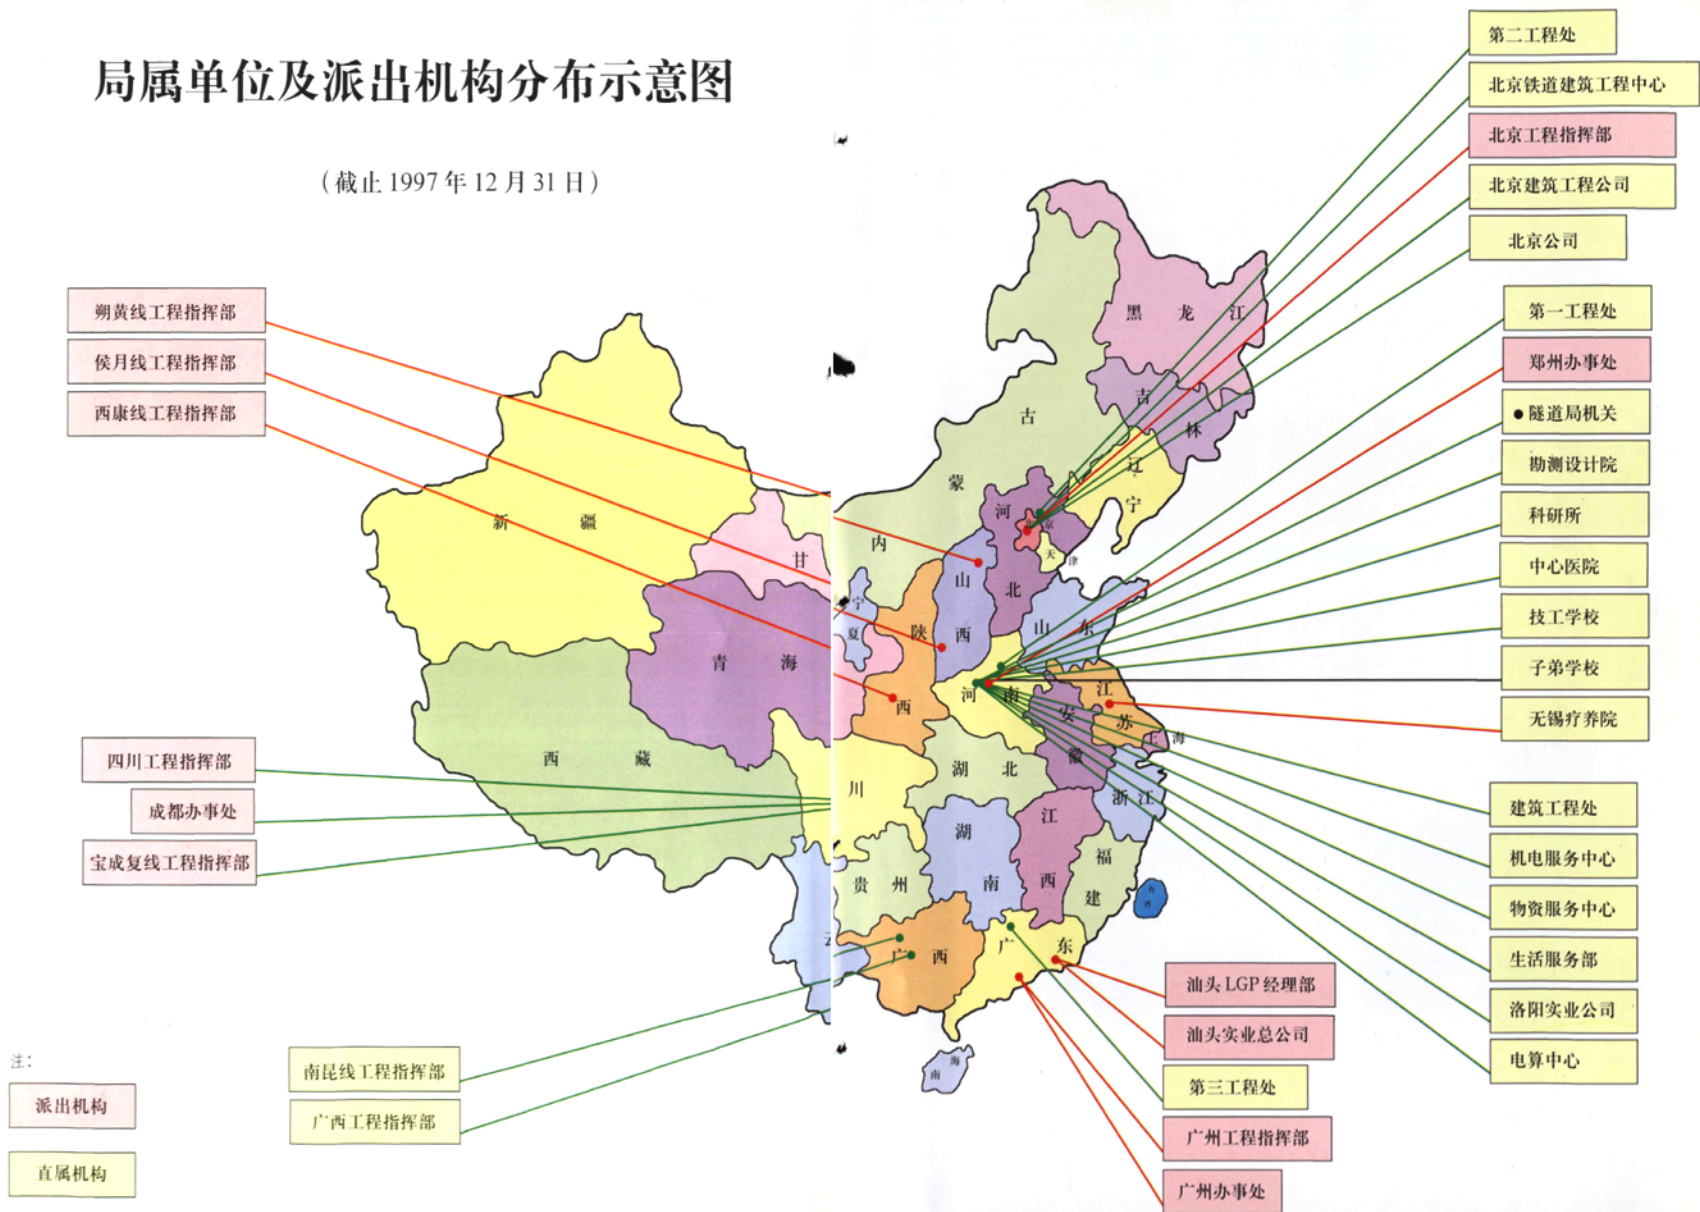 局属单位及派出机构分布示意图
（截止1997年12月31日）
第二工程处
北京铁道建筑工程中心
北京工程指挥部
北京建筑工程公司
北京公司
朔黄线工程指挥部
侯月线工程指挥部
西康线工程指挥部
第一工程处
郑州办事处
隧道局机关
勘测设计院
科研所
中心医院
技工学校
子弟学校
无锡疗养院
四川工程指挥部
成都办事处
宝成复线工程指挥部
建筑工程处
机电服务中心
物资服务中心
生活服务部
洛阳实业公司
电算中心
南昆线工程指挥部
广西工程指挥部
汕头LGP经理部
汕头实业总公司
第三工程处
广州工程指挥部
广州办事处
注：
派出机构
直属机构
黑龙江
吉林
辽宁
内蒙古
河北
北京
天津
山西
山东
陕西
宁夏
甘
新疆
青海
西藏
川
河南
江苏
安徽
上海
湖北
浙江
湖南
江西
福建
贵州
云
广西
广东
海南
台湾